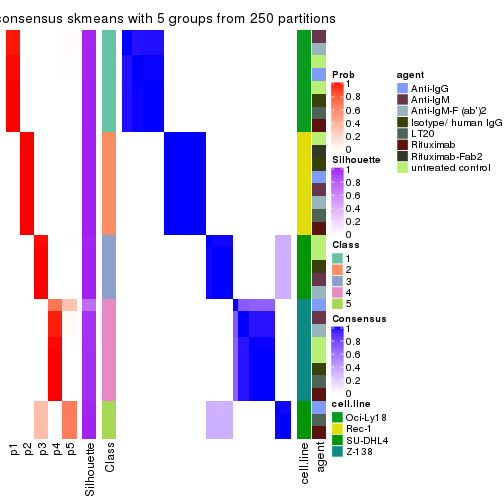 consensus skmeans with 5 groups from 250 partitions
Prob
1
0.8
0.6
0.4
0.2
0
Silhouette
1
0.8
0.6
0.4
0.2
0
Class
1
2
3
4
5
Consensus
1
0.8
0.6
0.4
0.2
0
cell.line
Oci-Ly18
Rec-1
SU-DHL4
Z-138
agent
Anti-IgG
Anti-IgM
Anti-IgM-F (ab')2
Isotype/ human IgG
LT20
Rituximab
Rituximab-Fab2
untreated control
p1
p2
p3
p4
p5
Silhouette
Class
cell.line
agent